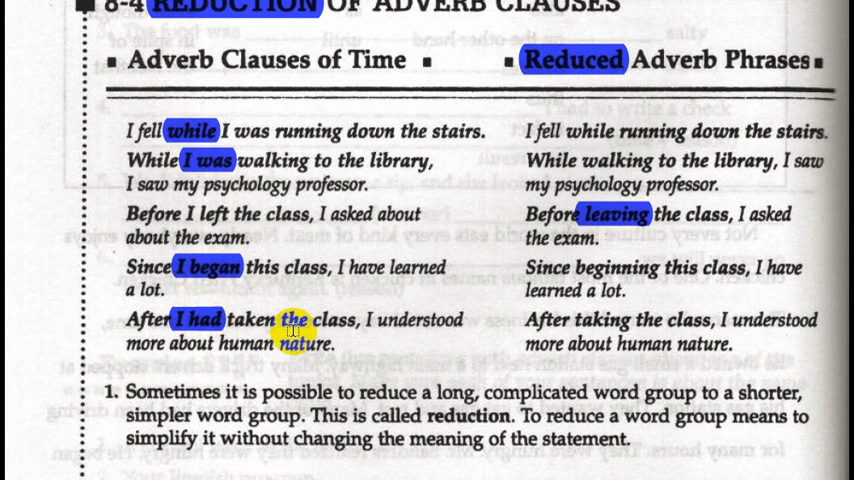 8-4 REDUCTION OF ADVERB CLAUSES
▪ Adverb Clauses of Time ▪
▪ Reduced Adverb Phrases ▪
I fell while I was running down the stairs.
I fell while running down the stairs.
While I was walking to the library,
I saw my psychology professor.
While walking to the library, I saw
my psychology professor.
Before I left the class, I asked about
about the exam.
Before leaving the class, I asked
the exam.
Since I began this class, I have learned
a lot.
Since beginning this class, I have
learned a lot.
After I had taken the class, I understood
more about human nature.
After taking the class, I understood
more about human nature.
1. Sometimes it is possible to reduce a long, complicated word group to a shorter,
simpler word group. This is called reduction. To reduce a word group means to
simplify it without changing the meaning of the statement.